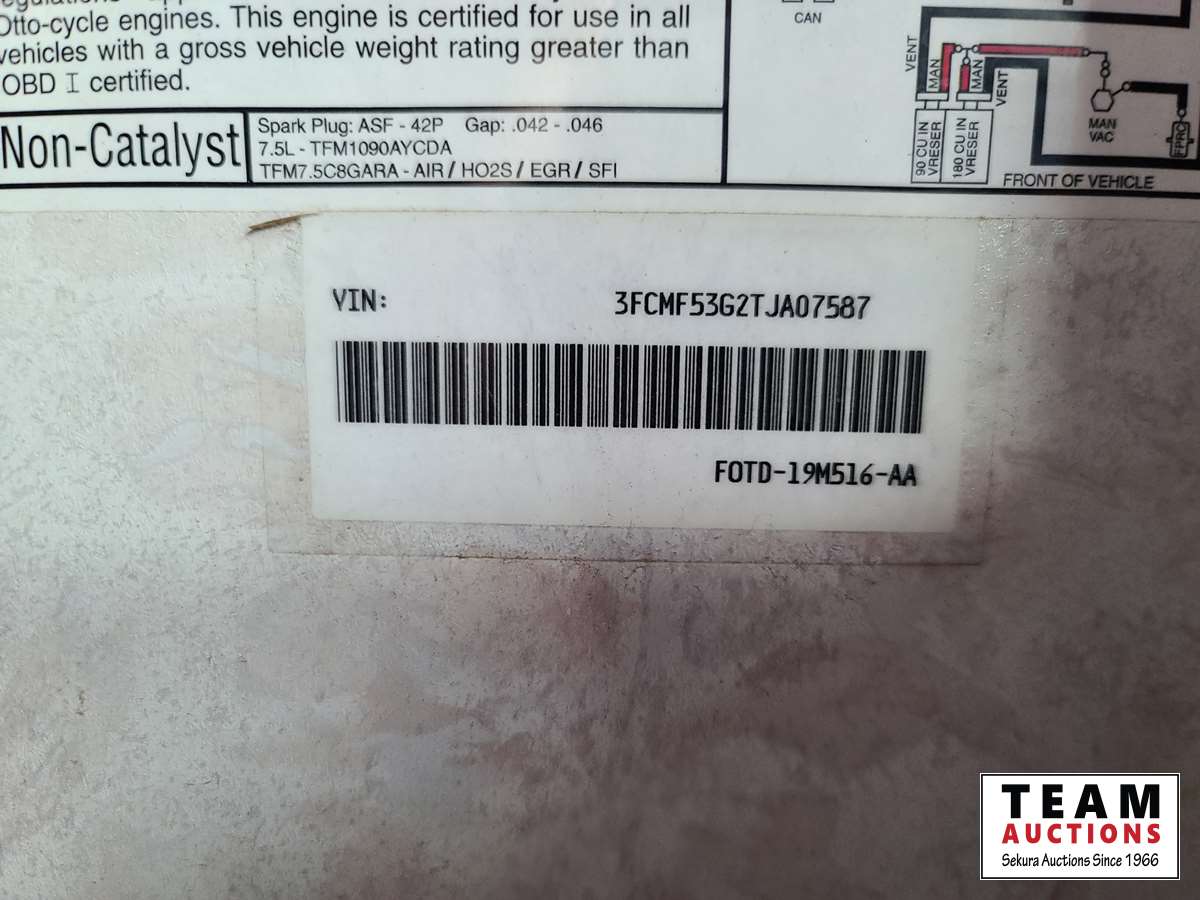 Otto-cycle engines. This engine is certified for use in all
vehicles with a gross vehicle weight rating greater than
OBD I certified.
Non-Catalyst
Spark Plug: ASF - 42P Gap: .042 - .046
7.5L - TFM1090AYCDA
TFM7.5C8GARA - AIR / HO2S / EGR / SFI
CAN
VENT
MAN
MAN
VENT
90 CU IN
VRESER
180 CU IN
VRESER
MAN
VAC
FPRC
FRONT OF VEHICLE
VIN: 3FCMF53G2TJA07587
F0TD-19M516-AA
TEAM
AUCTIONS
Sekura Auctions Since 1966